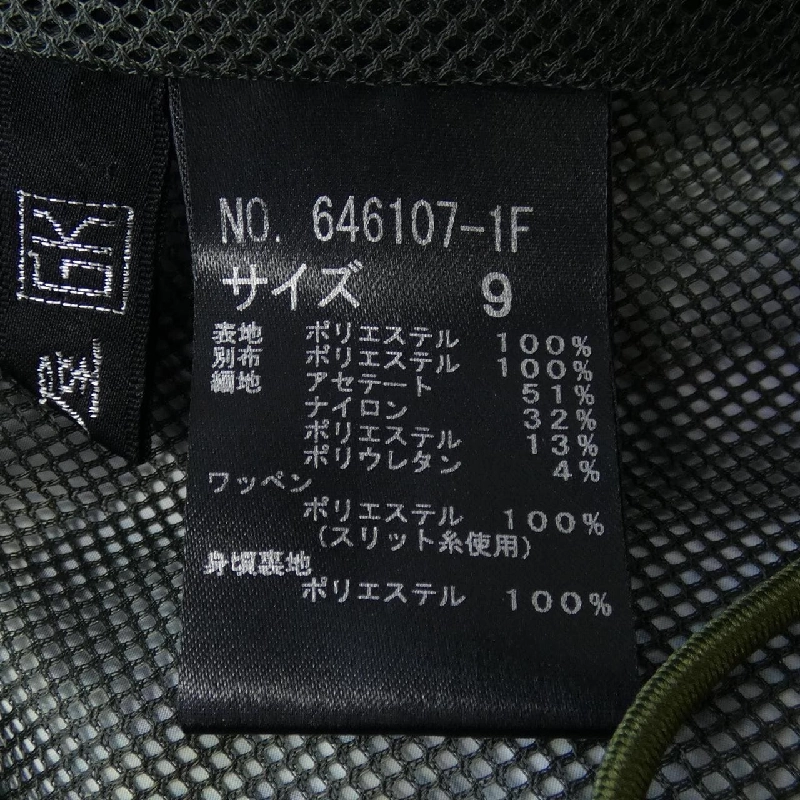 NO. 646107-1F
サイズ 9
表地 ポリエステル 100%
別布 ポリエステル 100%
編地 アセテート 51%
ナイロン 32%
ポリエステル 13%
ポリウレタン 4%
ワッペン
ポリエステル 100%
(スリット糸使用)
身頃裏地
ポリエステル 100%
GK